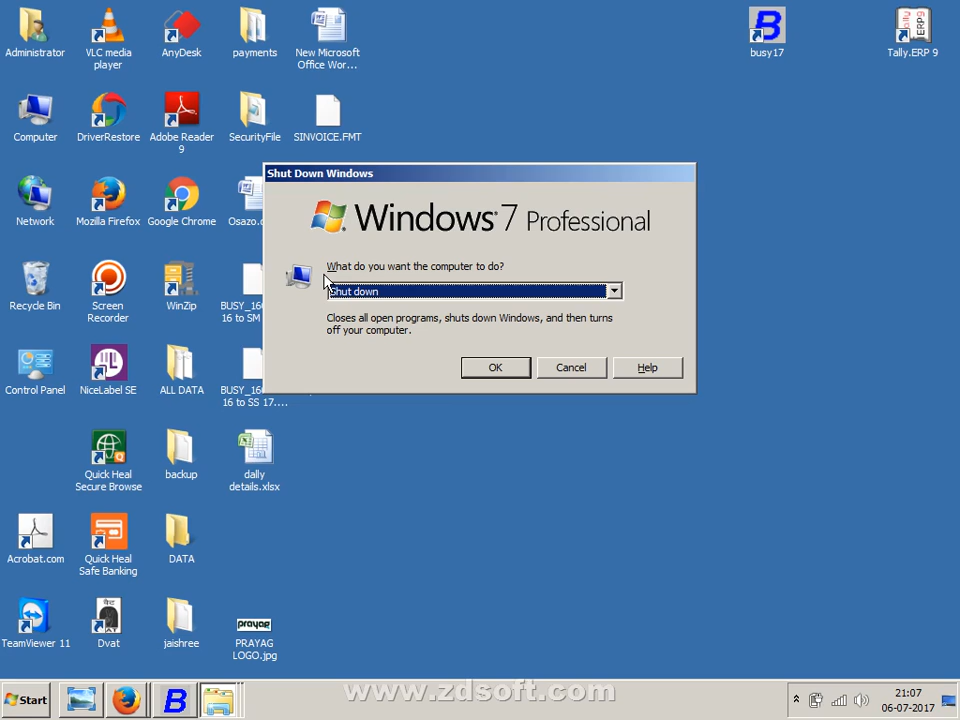 Administrator
VLC media
player
AnyDesk
payments
New Microsoft
Office Wor...
busy17
Tally.ERP 9
Computer
DriverRestore
Adobe Reader
9
SecurityFile
SINVOICE.FMT
Network
Mozilla Firefox
Google Chrome
Osazo.
Recycle Bin
Screen
Recorder
WinZip
BUSY_16
16 to SM
Control Panel
NiceLabel SE
ALL DATA
BUSY_16
16 to SS 17....
Shut Down Windows
Windows 7 Professional
What do you want the computer to do?
Shut down
Closes all open programs, shuts down Windows, and then turns
off your computer.
OK
Cancel
Help
Quick Heal
Secure Browse
backup
dally
details.xlsx
Acrobat.com
Quick Heal
Safe Banking
DATA
TeamViewer 11
Dvat
jaishree
prayag
PRAYAG
LOGO.jpg
Start
www.zdsoft.com
21:07
06-07-2017